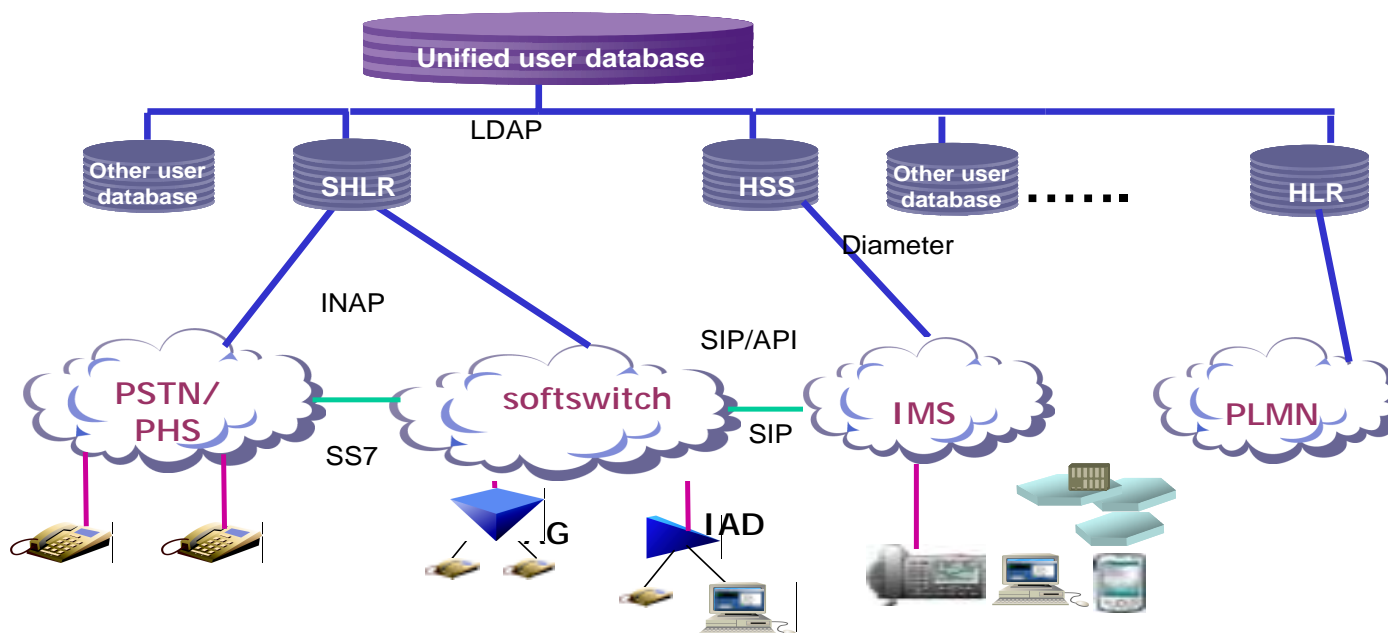 Unified user database
LDAP
Other user
database
SHLR
HSS
Other user
database
......
HLR
Diameter
INAP
SIP/API
PSTN/
PHS
softswitch
IMS
PLMN
SS7
SIP
IAD